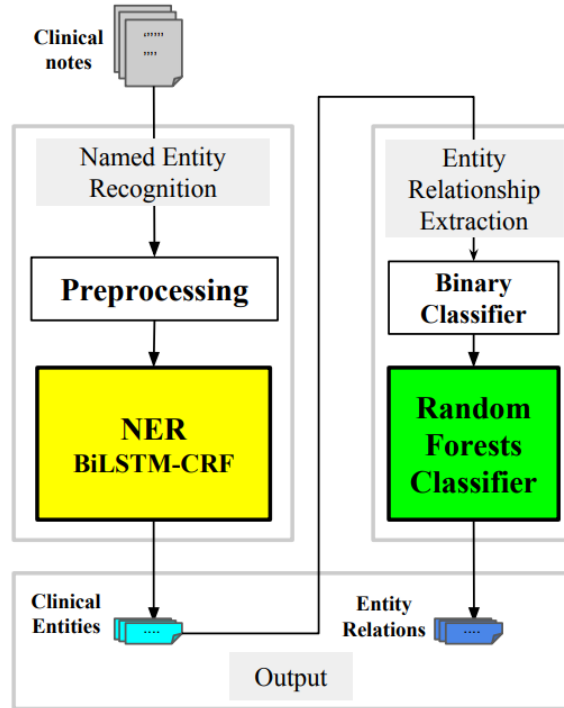 Clinical
notes
Named Entity
Recognition
Preprocessing
NER
BiLSTM-CRF
Entity
Relationship
Extraction
Binary
Classifier
Random
Forests
Classifier
Clinical
Entities
Entity
Relations
Output